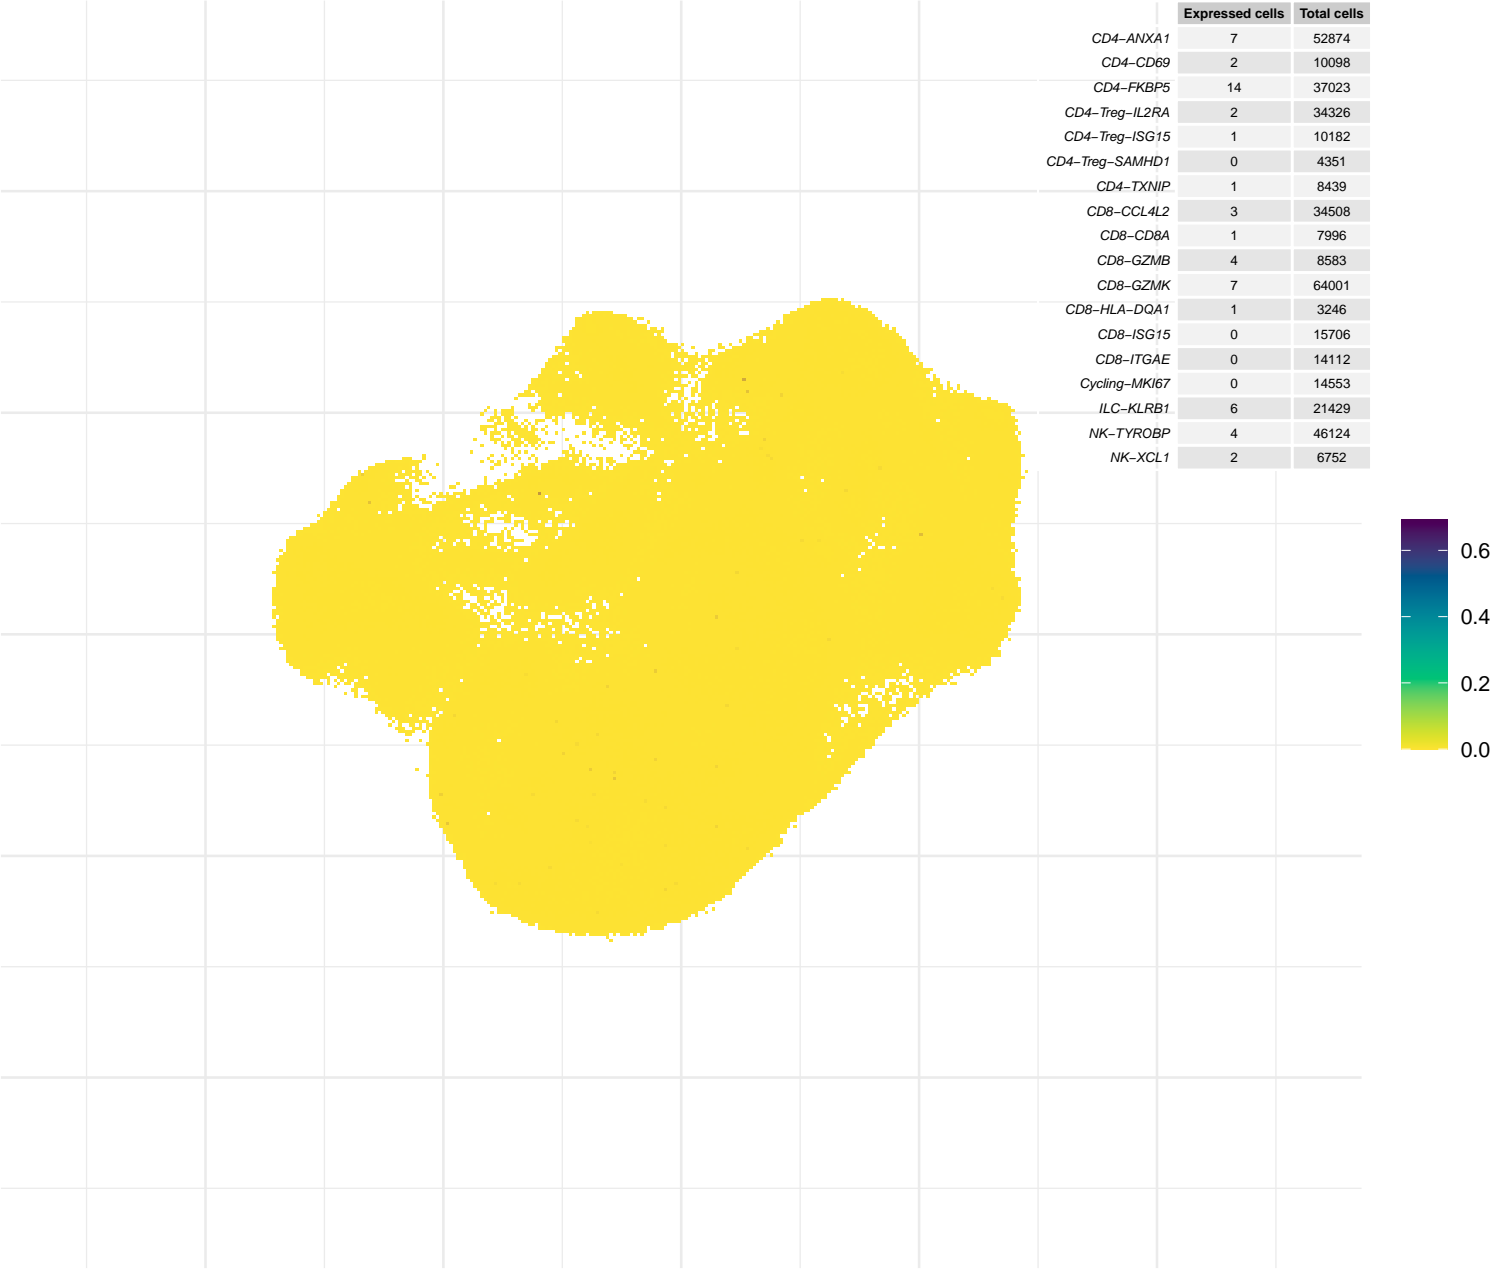 Expressed cells Total cells
CD4−ANXA1 7 52874
CD4−CD69 2 10098
CD4−FKBP5 14 37023
CD4−Treg−IL2RA 2 34326
CD4−Treg−ISG15 1 10182
CD4−Treg−SAMHD1 0 4351
CD4−TXNIP 1 8439
CD8−CCL4L2 3 34508
CD8−CD8A 1 7996
CD8−GZMB 4 8583
CD8−GZMK 7 64001
CD8−HLA−DQA1 1 3246
CD8−ISG15 0 15706
CD8−ITGAE 0 14112
Cycling−MKI67 0 14553
ILC−KLRB1 6 21429
NK−TYROBP 4 46124
NK−XCL1 2 6752
0.6
0.4
0.2
0.0